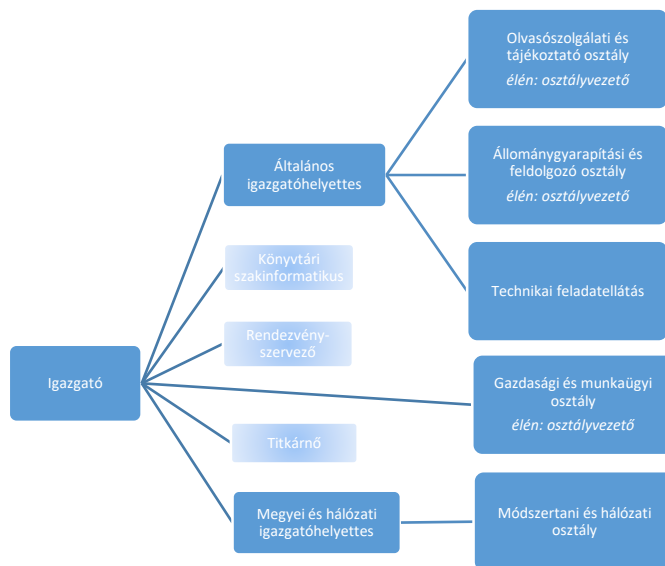 Olvasószolgálati és
tájékoztató osztály
élén: osztályvezető
Általános
igazgatóhelyettes
Állománygyarapítási és
feldolgozó osztály
élén: osztályvezető
Könyvtári
szakinformatikus
Technikai feladatellátás
Rendezvény-
szervező
Igazgató
Gazdasági és munkaügyi
osztály
élén: osztályvezető
Titkárnő
Megyei és hálózati
igazgatóhelyettes
Módszertani és hálózati
osztály